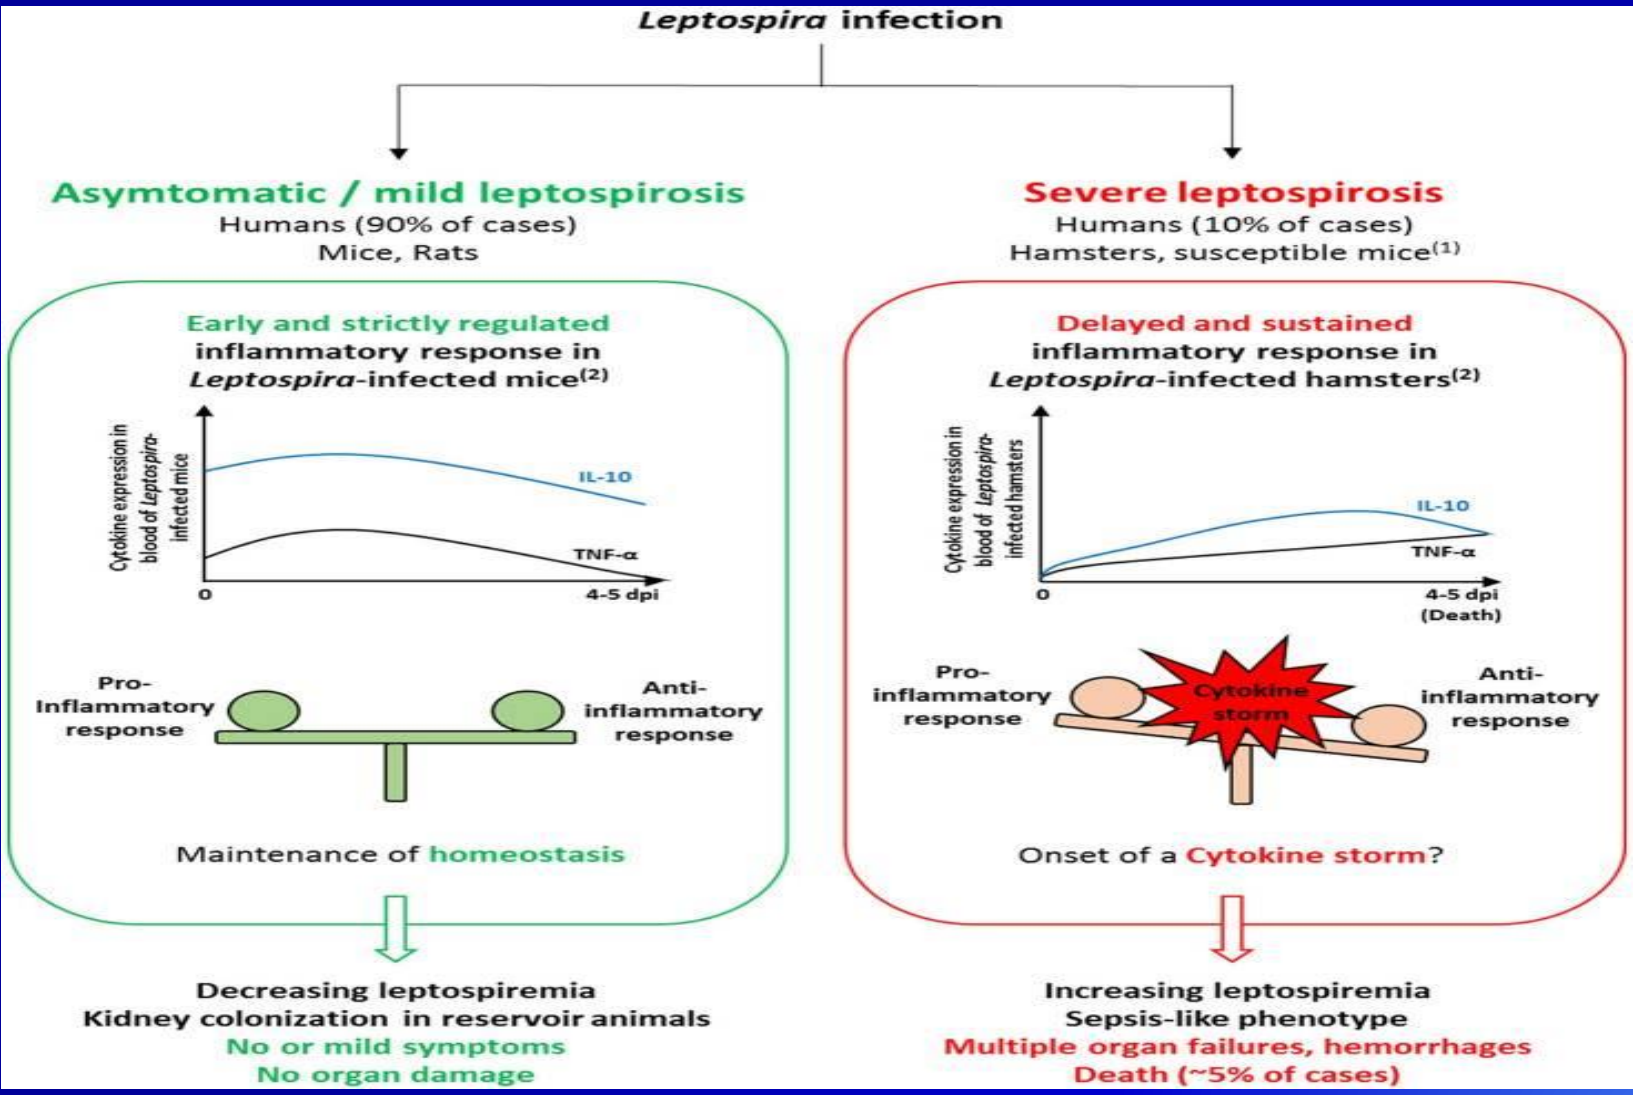 Leptospira infection
Asymtomatic / mild leptospirosis
Humans (90% of cases)
Mice, Rats
Early and strictly regulated
inflammatory response in
Leptospira-infected mice(2)
Cytokine expression in
blood of Leptospira-
infected mice
IL-10
TNF-α
0
4-5 dpi
Pro-
Inflammatory
response
Anti-
inflammatory
response
Maintenance of homeostasis
Decreasing leptospiremia
Kidney colonization in reservoir animals
No or mild symptoms
No organ damage
Severe leptospirosis
Humans (10% of cases)
Hamsters, susceptible mice(1)
Delayed and sustained
inflammatory response in
Leptospira-infected hamsters(2)
Cytokine expression in
blood of Leptospira-
infected hamsters
IL-10
TNF-α
0
4-5 dpi
(Death)
Pro-
inflammatory
response
Cytokine
storm
Anti-
inflammatory
response
Onset of a Cytokine storm?
Increasing leptospiremia
Sepsis-like phenotype
Multiple organ failures, hemorrhages
Death (~5% of cases)